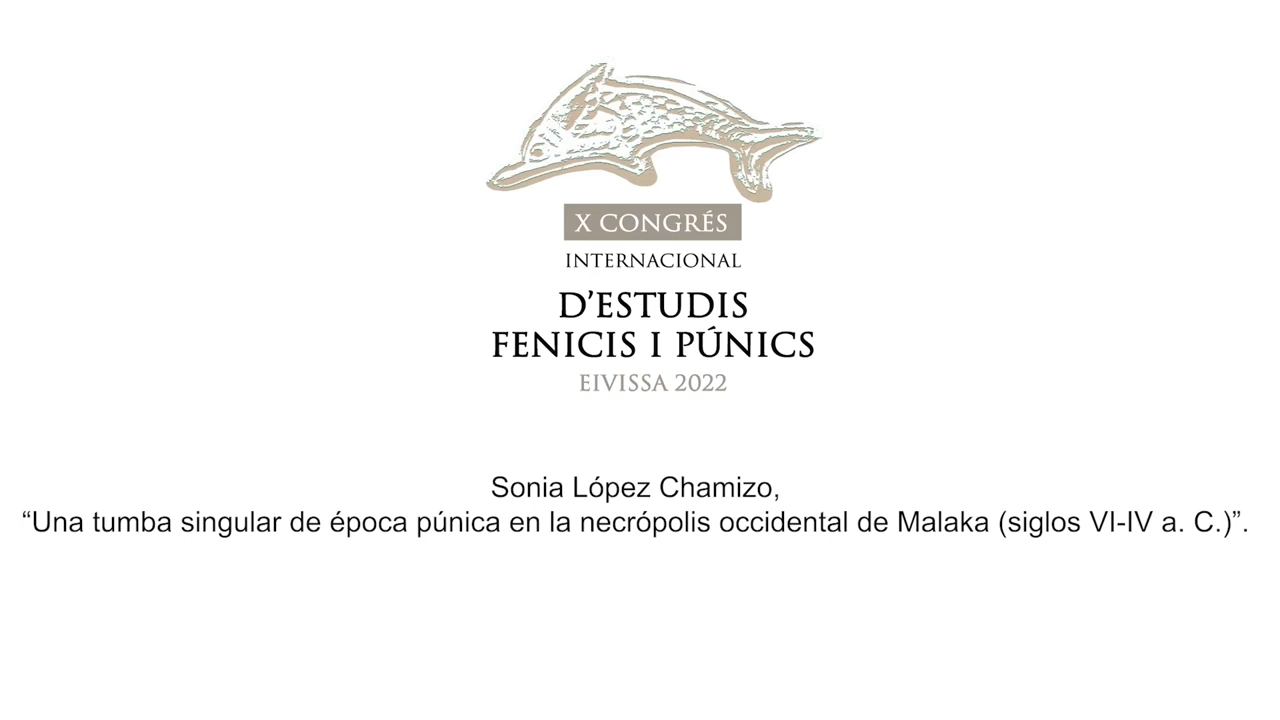 X CONGRÉS
INTERNACIONAL
D’ESTUDIS
FENICIS I PÚNICS
EIVISSA 2022
Sonia López Chamizo,
“Una tumba singular de época púnica en la necrópolis occidental de Malaka (siglos VI-IV a. C.)”.